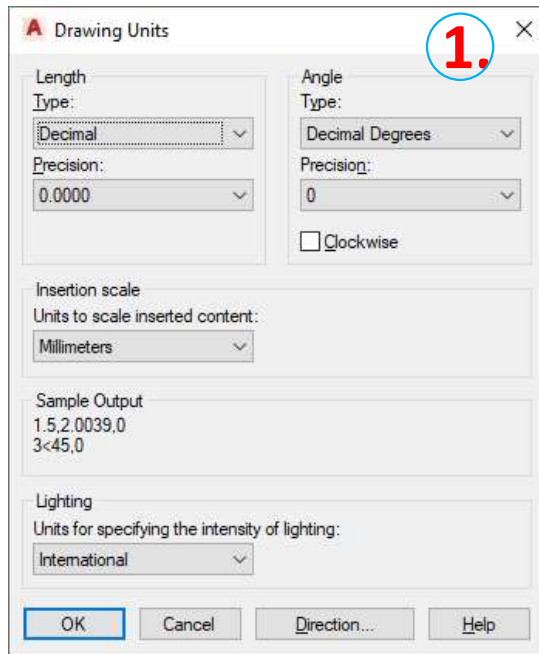 A Drawing Units
1.
Length
Type:
Decimal
Precision:
0.0000
Angle
Type:
Decimal Degrees
Precision:
0
Clockwise
Insertion scale
Units to scale inserted content:
Millimeters
Sample Output
1.5,2.0039,0
3<45,0
Lighting
Units for specifying the intensity of lighting:
International
OK
Cancel
Direction...
Help